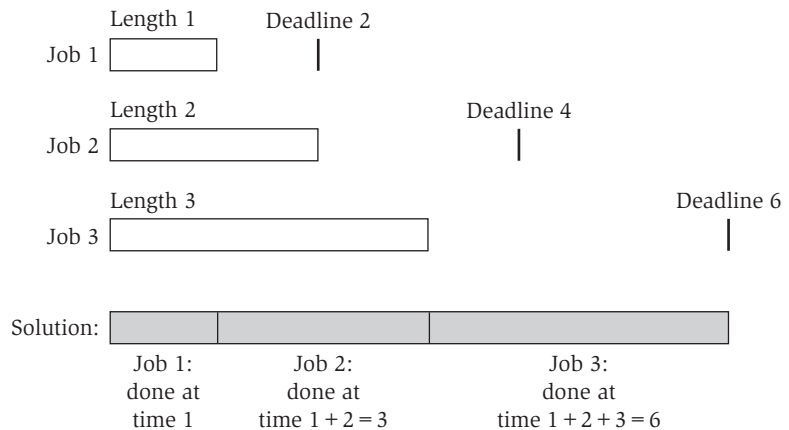 Length 1
Deadline 2
Job 1
Length 2
Deadline 4
Job 2
Length 3
Deadline 6
Job 3
Solution:
Job 1:
done at
time 1
Job 2:
done at
time 1 + 2 = 3
Job 3:
done at
time 1 + 2 + 3 = 6